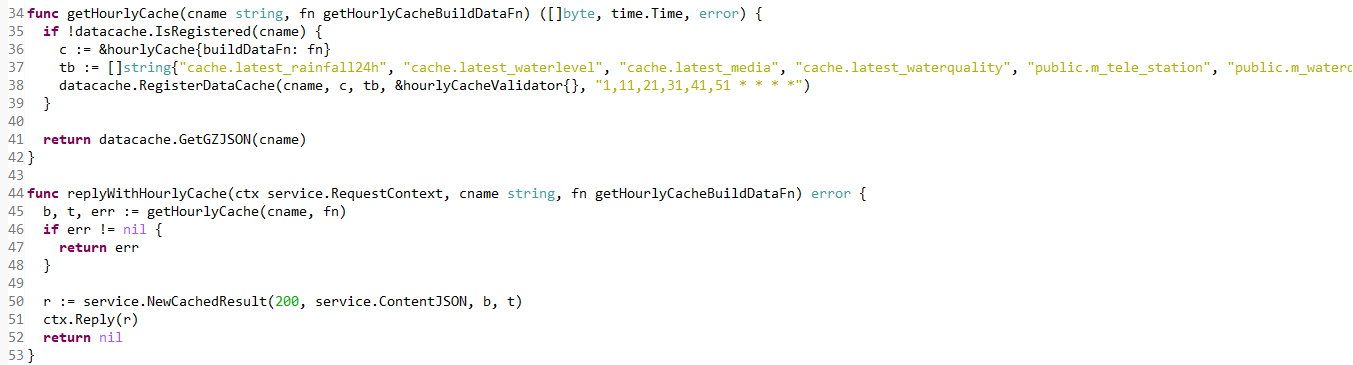 34 func getHourlyCache(cname string, fn getHourlyCacheBuildDataFn) ([]byte, time.Time, error) {
35   if !datacache.IsRegistered(cname) {
36     c := &hourlyCache{buildDataFn: fn}
37     tb := []string{"cache.latest_rainfall24h", "cache.latest_waterlevel", "cache.latest_media", "cache.latest_waterquality", "public.m_tele_station", "public.m_watero
38     datacache.RegisterDataCache(cname, c, tb, &hourlyCacheValidator{}, "1,11,21,31,41,51 * * * *")
39   }
40
41   return datacache.GetGZJSON(cname)
42 }
43
44 func replyWithHourlyCache(ctx service.RequestContext, cname string, fn getHourlyCacheBuildDataFn) error {
45   b, t, err := getHourlyCache(cname, fn)
46   if err != nil {
47     return err
48   }
49
50   r := service.NewCachedResult(200, service.ContentJSON, b, t)
51   ctx.Reply(r)
52   return nil
53 }